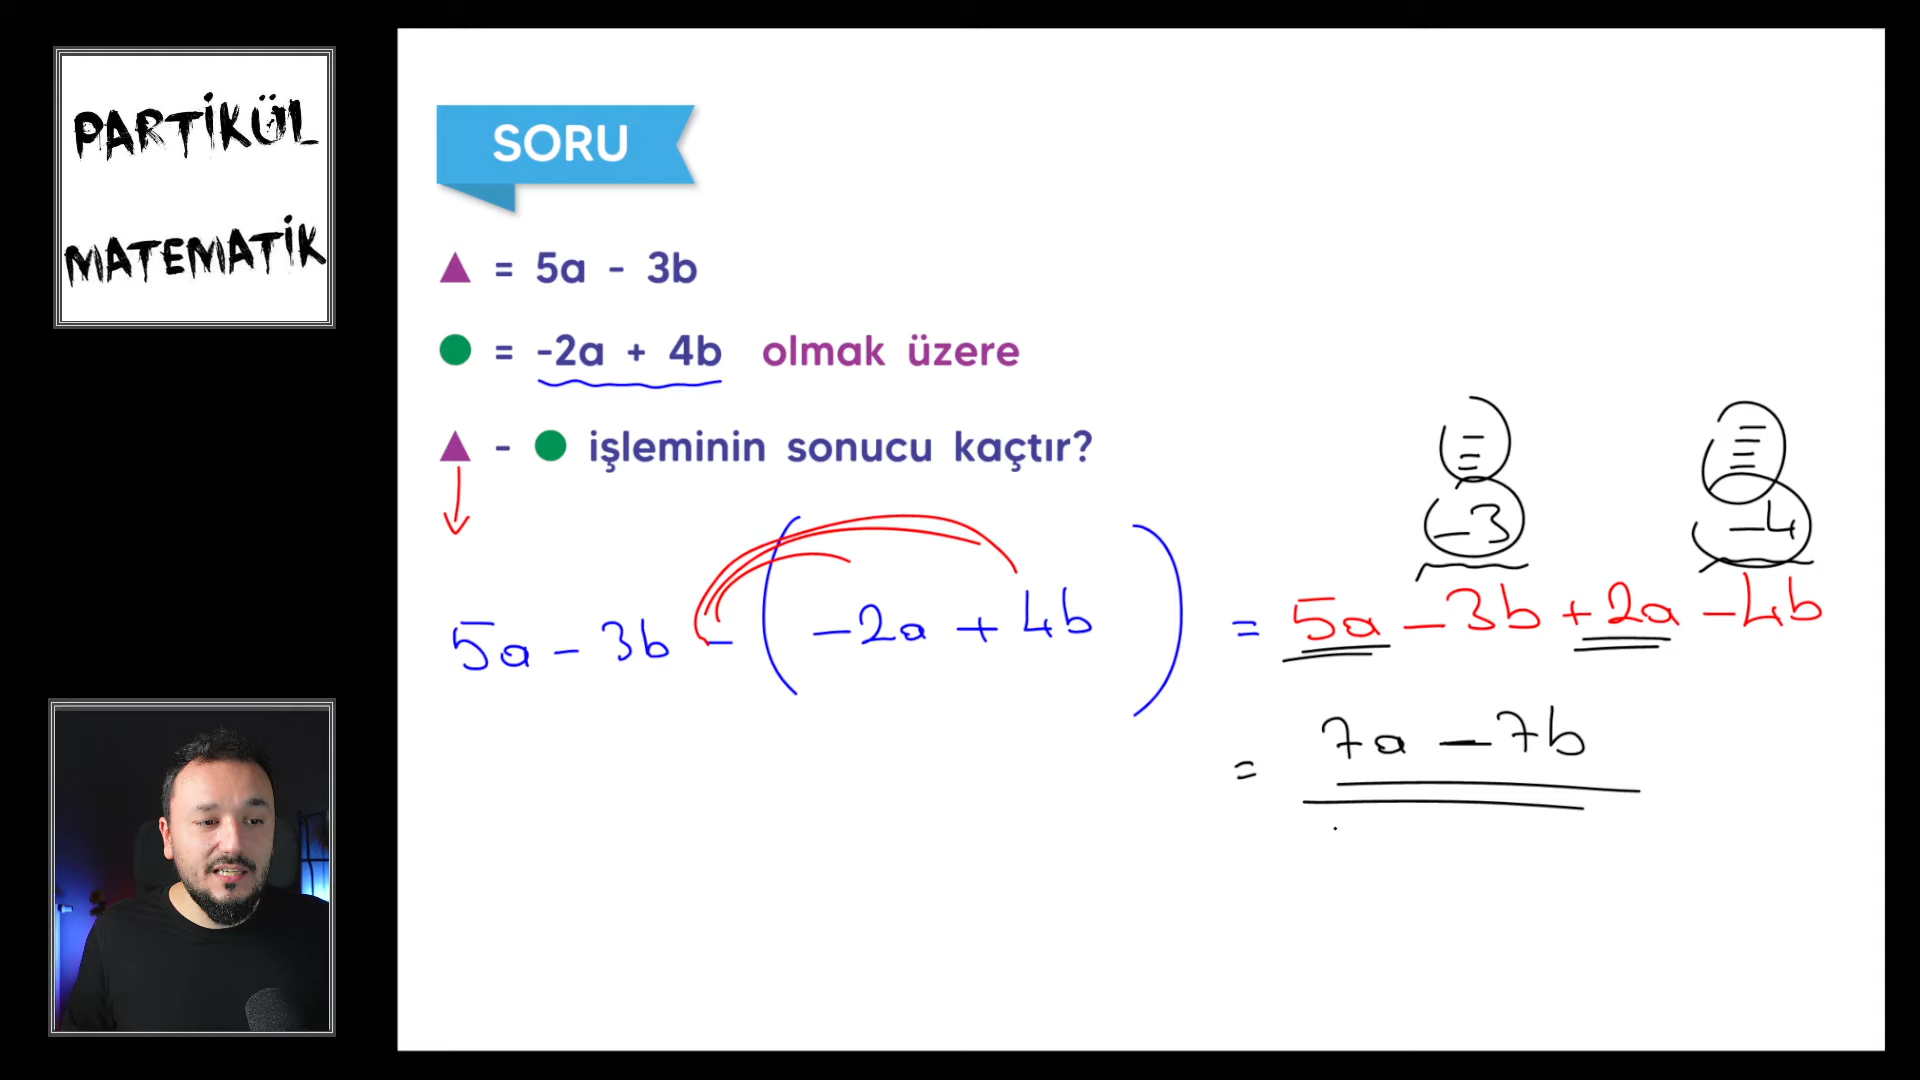 PARTİKÜL
MATEMATİK
SORU
▲ = 5a - 3b
● = -2a + 4b olmak üzere
▲ - ● işleminin sonucu kaçtır?
-3 -4
5a - 3b - ( -2a + 4b ) = 5a - 3b + 2a - 4b
= 7a - 7b